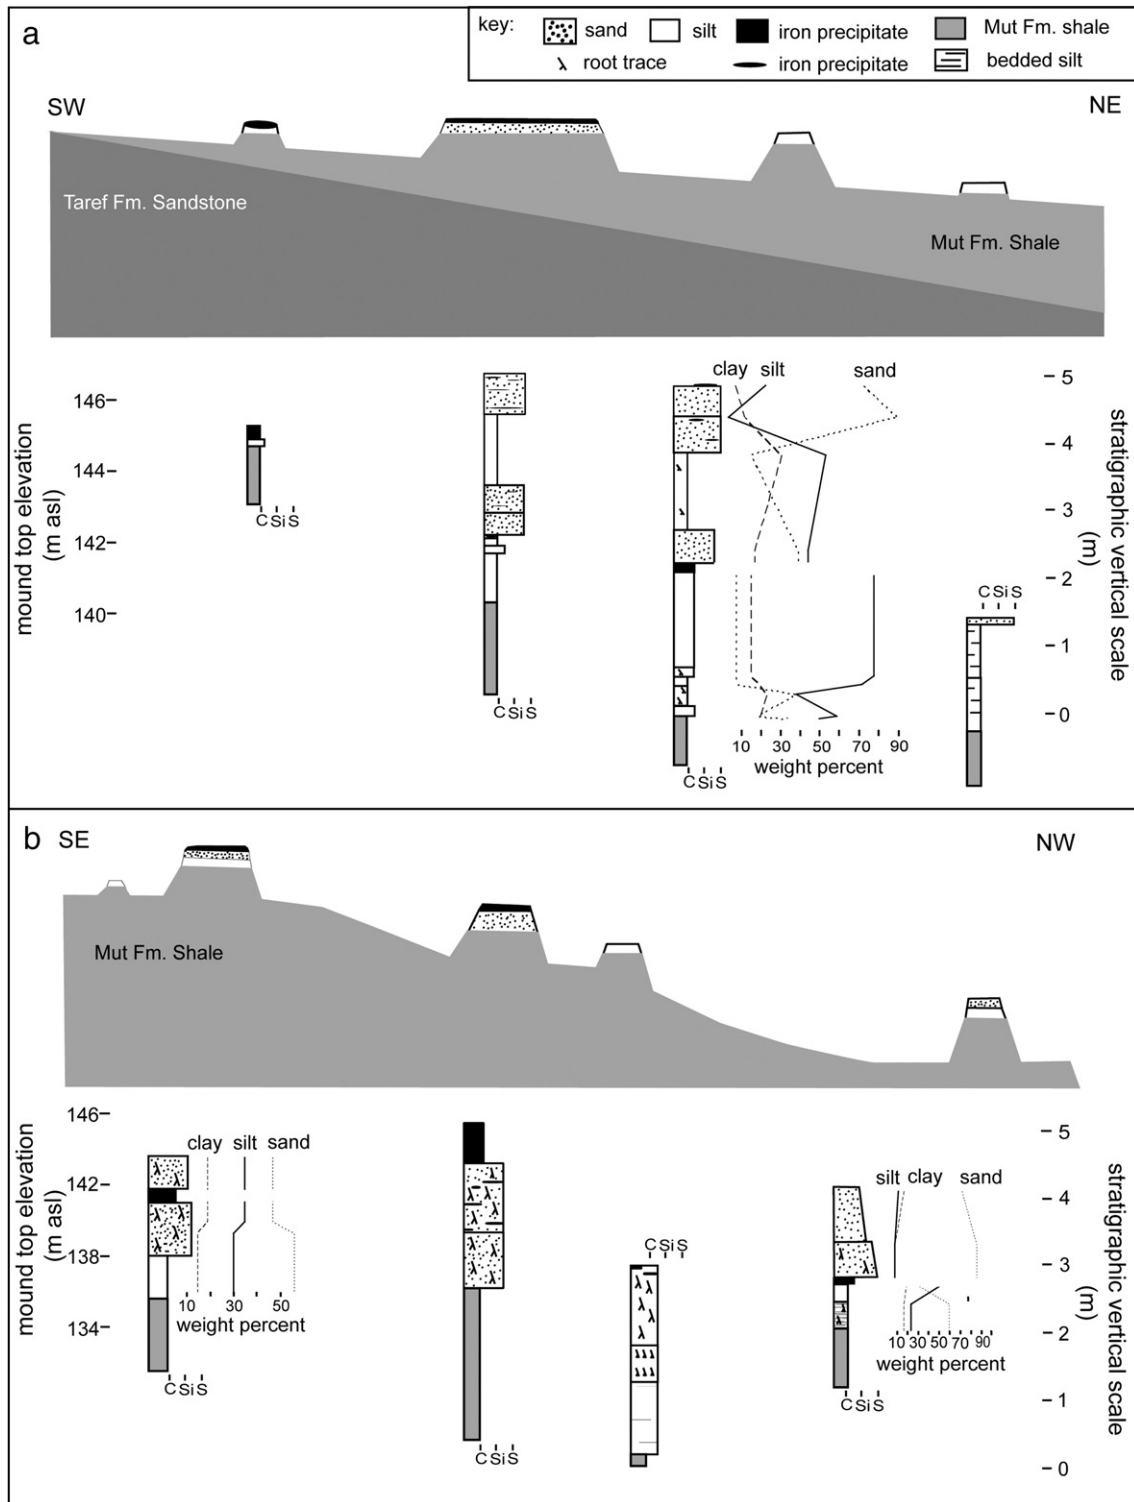 a
key: sand silt iron precipitate Mut Fm. shale
root trace iron precipitate bedded silt
SW NE
Taref Fm. Sandstone
Mut Fm. Shale
mound top elevation
(m asl)
146
144
142
140
C Si S
C Si S
clay silt sand
C Si S
10 30 50 70 90
weight percent
C Si S
5
4
3
2
1
0
stratigraphic vertical scale
(m)
b
SE NW
Mut Fm. Shale
mound top elevation
(m asl)
146
142
138
134
clay silt sand
10 30 50
weight percent
C Si S
C Si S
C Si S
silt clay sand
10 30 50 70 90
weight percent
C Si S
5
4
3
2
1
0
stratigraphic vertical scale
(m)